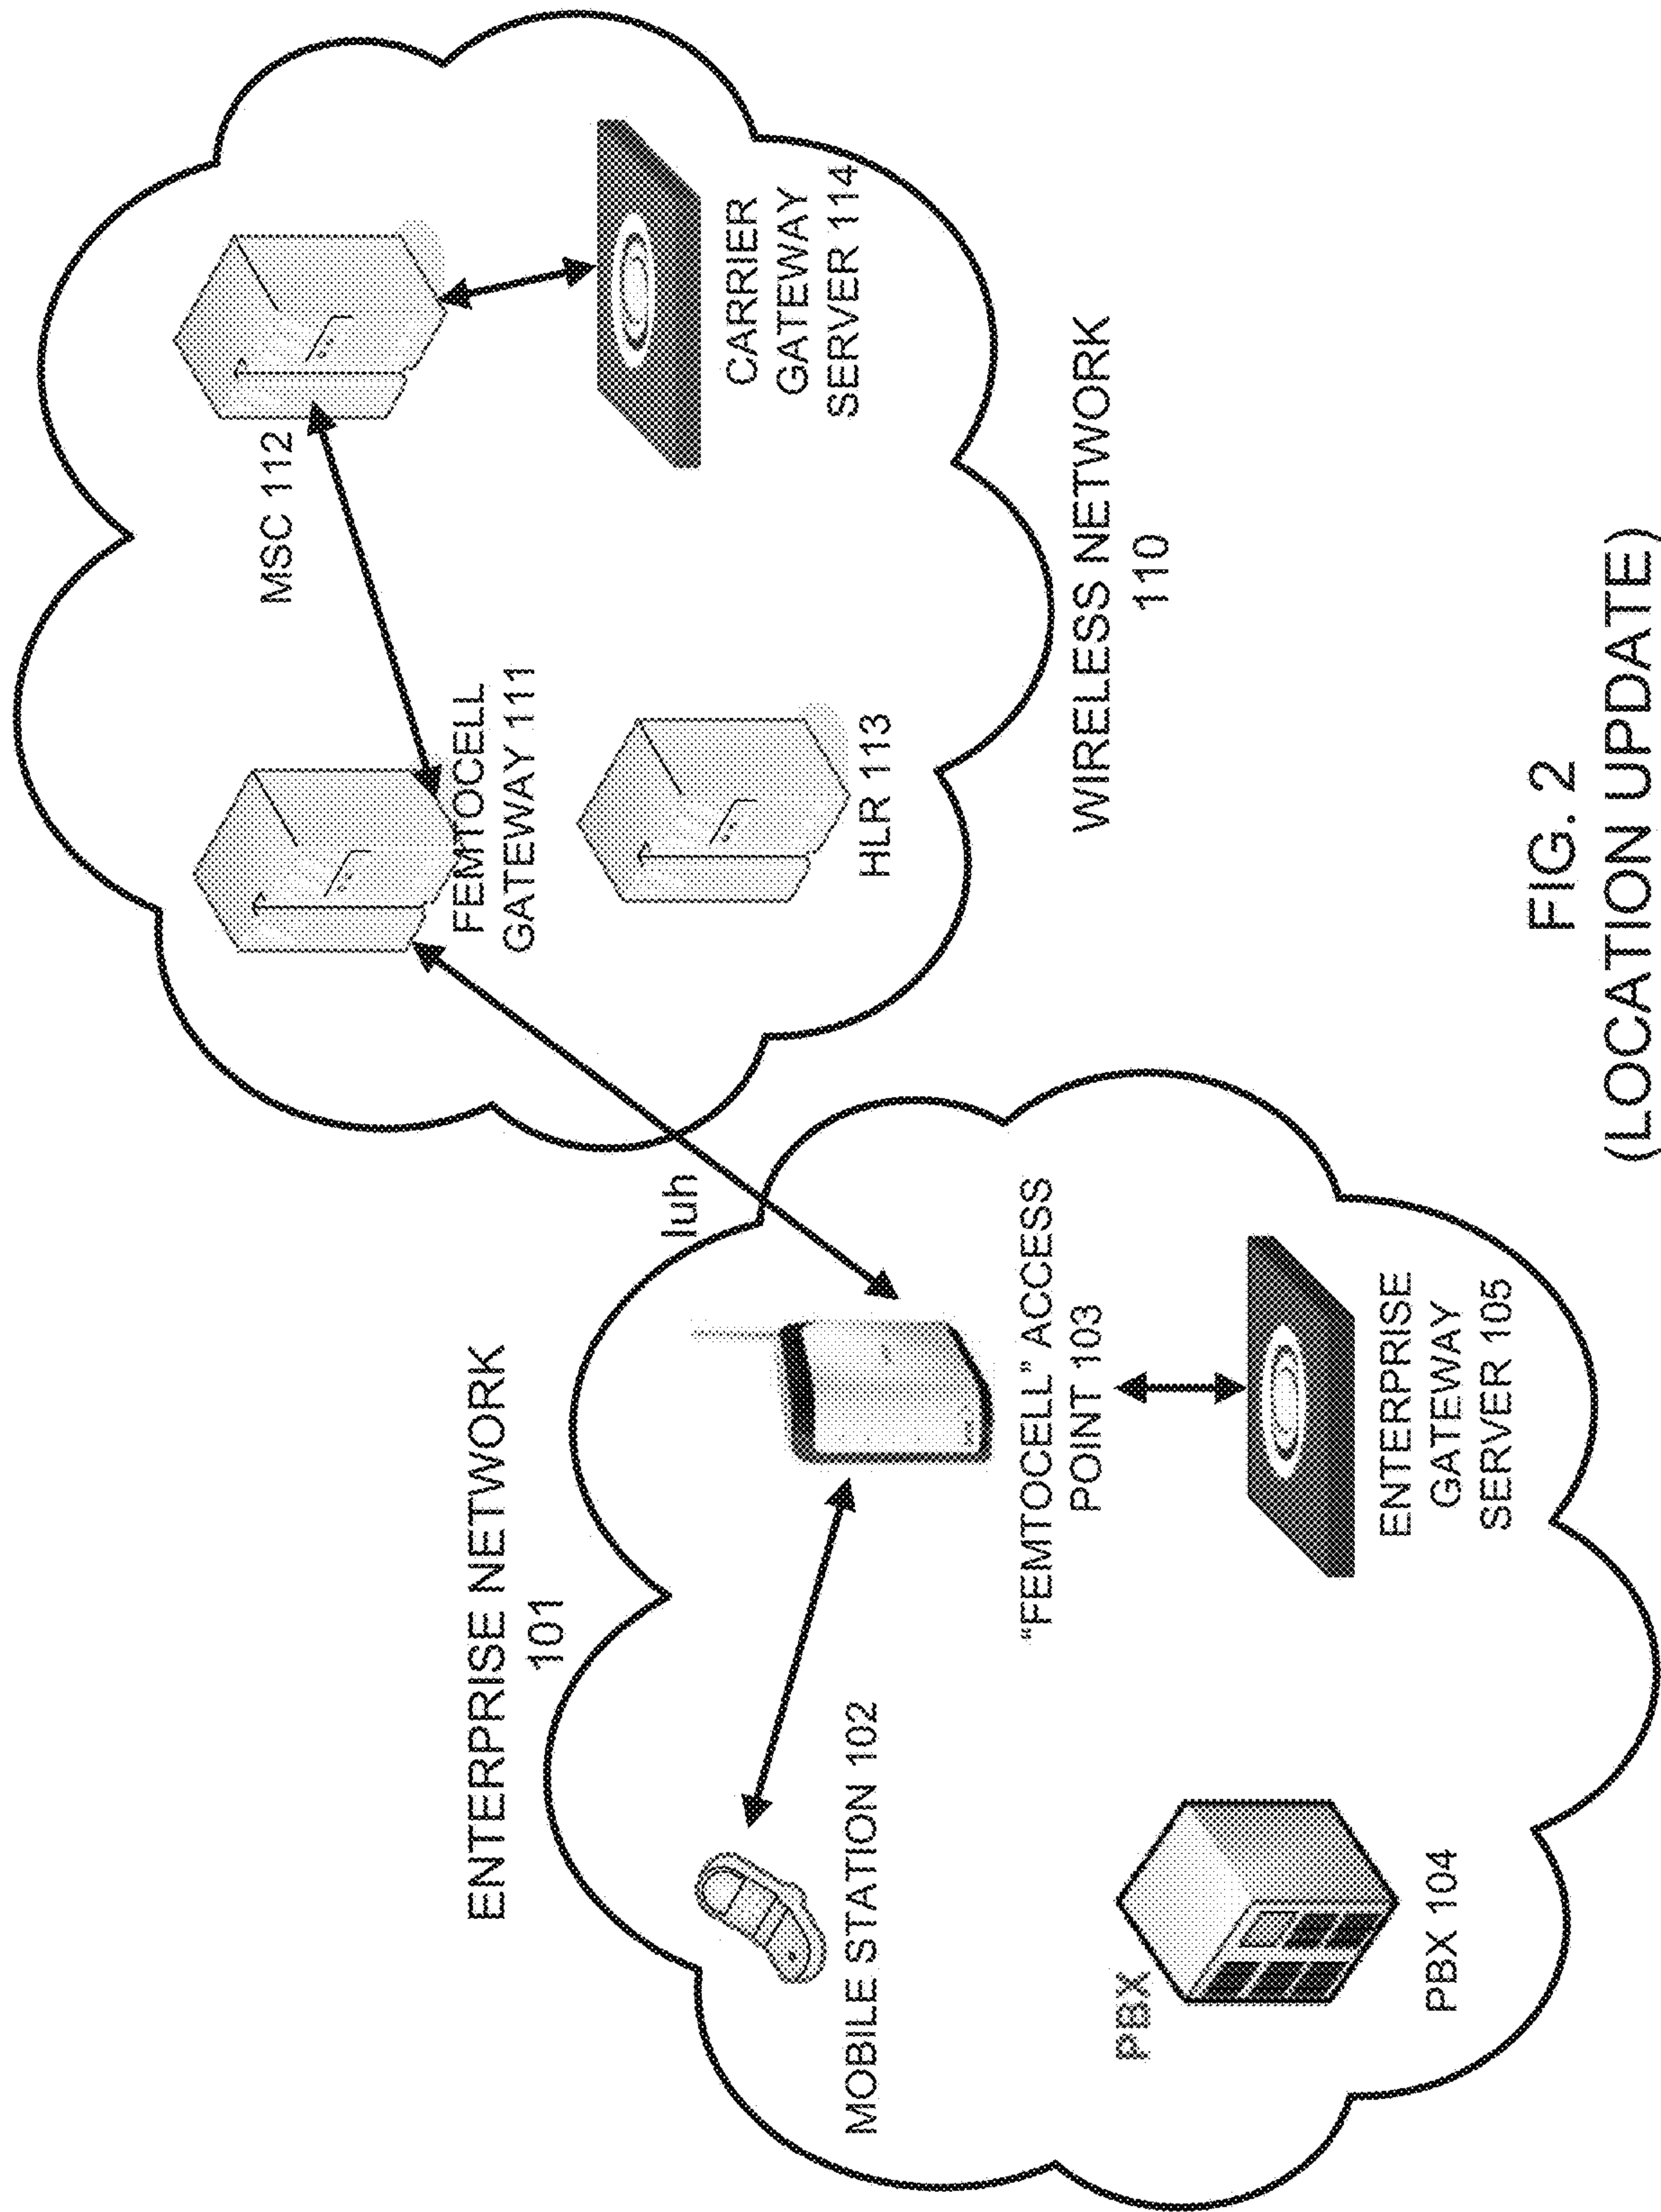 ENTERPRISE NETWORK
101
MOBILE STATION 102
"FEMTOCELL" ACCESS
POINT 103
PBX
PBX 104
ENTERPRISE
GATEWAY
SERVER 105
Iuh
MSC 112
FEMTOCELL
GATEWAY 111
HLR 113
CARRIER
GATEWAY
SERVER 114
WIRELESS NETWORK
110
FIG. 2
(LOCATION UPDATE)